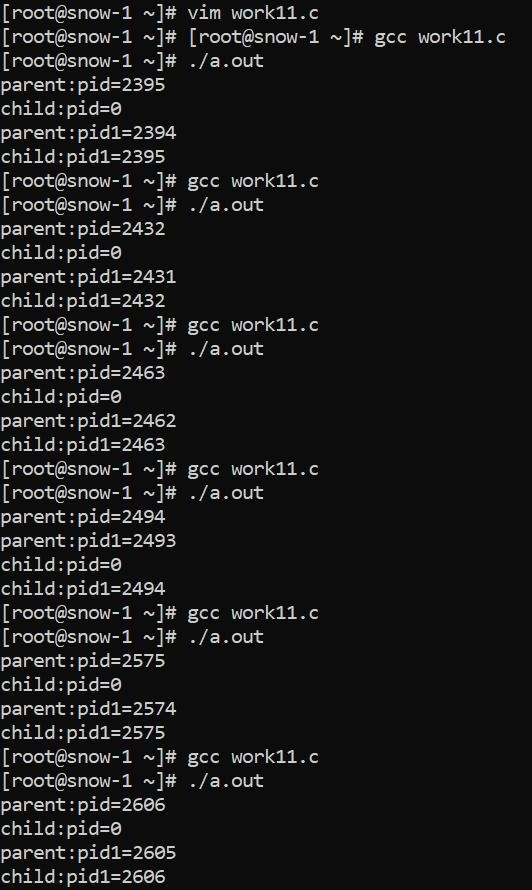 [root@snow-1 ~]# vim work11.c
[root@snow-1 ~]# [root@snow-1 ~]# gcc work11.c
[root@snow-1 ~]# ./a.out
parent:pid=2395
child:pid=0
parent:pid1=2394
child:pid1=2395
[root@snow-1 ~]# gcc work11.c
[root@snow-1 ~]# ./a.out
parent:pid=2432
child:pid=0
parent:pid1=2431
child:pid1=2432
[root@snow-1 ~]# gcc work11.c
[root@snow-1 ~]# ./a.out
parent:pid=2463
child:pid=0
parent:pid1=2462
child:pid1=2463
[root@snow-1 ~]# gcc work11.c
[root@snow-1 ~]# ./a.out
parent:pid=2494
parent:pid1=2493
child:pid=0
child:pid1=2494
[root@snow-1 ~]# gcc work11.c
[root@snow-1 ~]# ./a.out
parent:pid=2575
child:pid=0
parent:pid1=2574
child:pid1=2575
[root@snow-1 ~]# gcc work11.c
[root@snow-1 ~]# ./a.out
parent:pid=2606
child:pid=0
parent:pid1=2605
child:pid1=2606